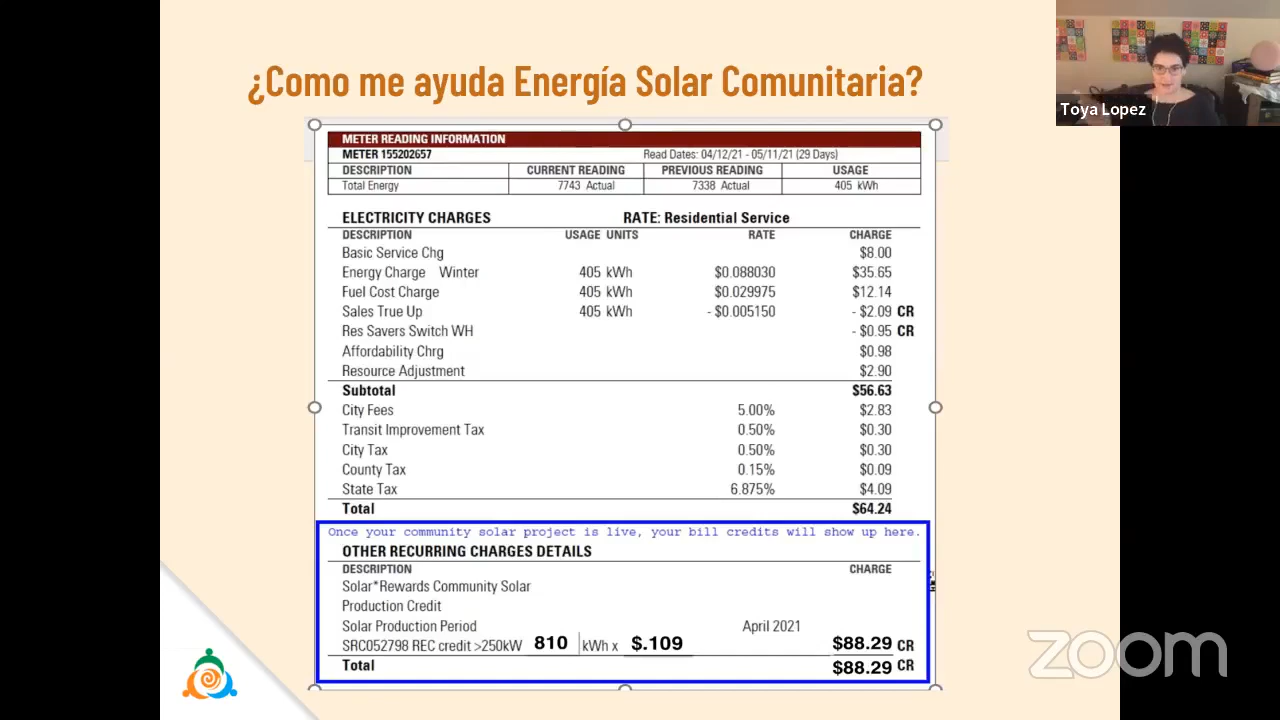 ¿Como me ayuda Energía Solar Comunitaria?
Toya Lopez
METER READING INFORMATION
METER 155202657 Read Dates: 04/12/21 - 05/11/21 (29 Days)
DESCRIPTION CURRENT READING PREVIOUS READING USAGE
Total Energy 7743 Actual 7338 Actual 405 kWh
ELECTRICITY CHARGES RATE: Residential Service
DESCRIPTION USAGE UNITS RATE CHARGE
Basic Service Chg $8.00
Energy Charge Winter 405 kWh $0.088030 $35.65
Fuel Cost Charge 405 kWh $0.029975 $12.14
Sales True Up 405 kWh - $0.005150 - $2.09 CR
Res Savers Switch WH - $0.95 CR
Affordability Chrg $0.98
Resource Adjustment $2.90
Subtotal $56.63
City Fees 5.00% $2.83
Transit Improvement Tax 0.50% $0.30
City Tax 0.50% $0.30
County Tax 0.15% $0.09
State Tax 6.875% $4.09
Total $64.24
Once your community solar project is live, your bill credits will show up here.
OTHER RECURRING CHARGES DETAILS
DESCRIPTION CHARGE
Solar*Rewards Community Solar
Production Credit
Solar Production Period April 2021
SRC052798 REC credit >250kW 810 kWh x $.109 $88.29 CR
Total $88.29 CR
zoom